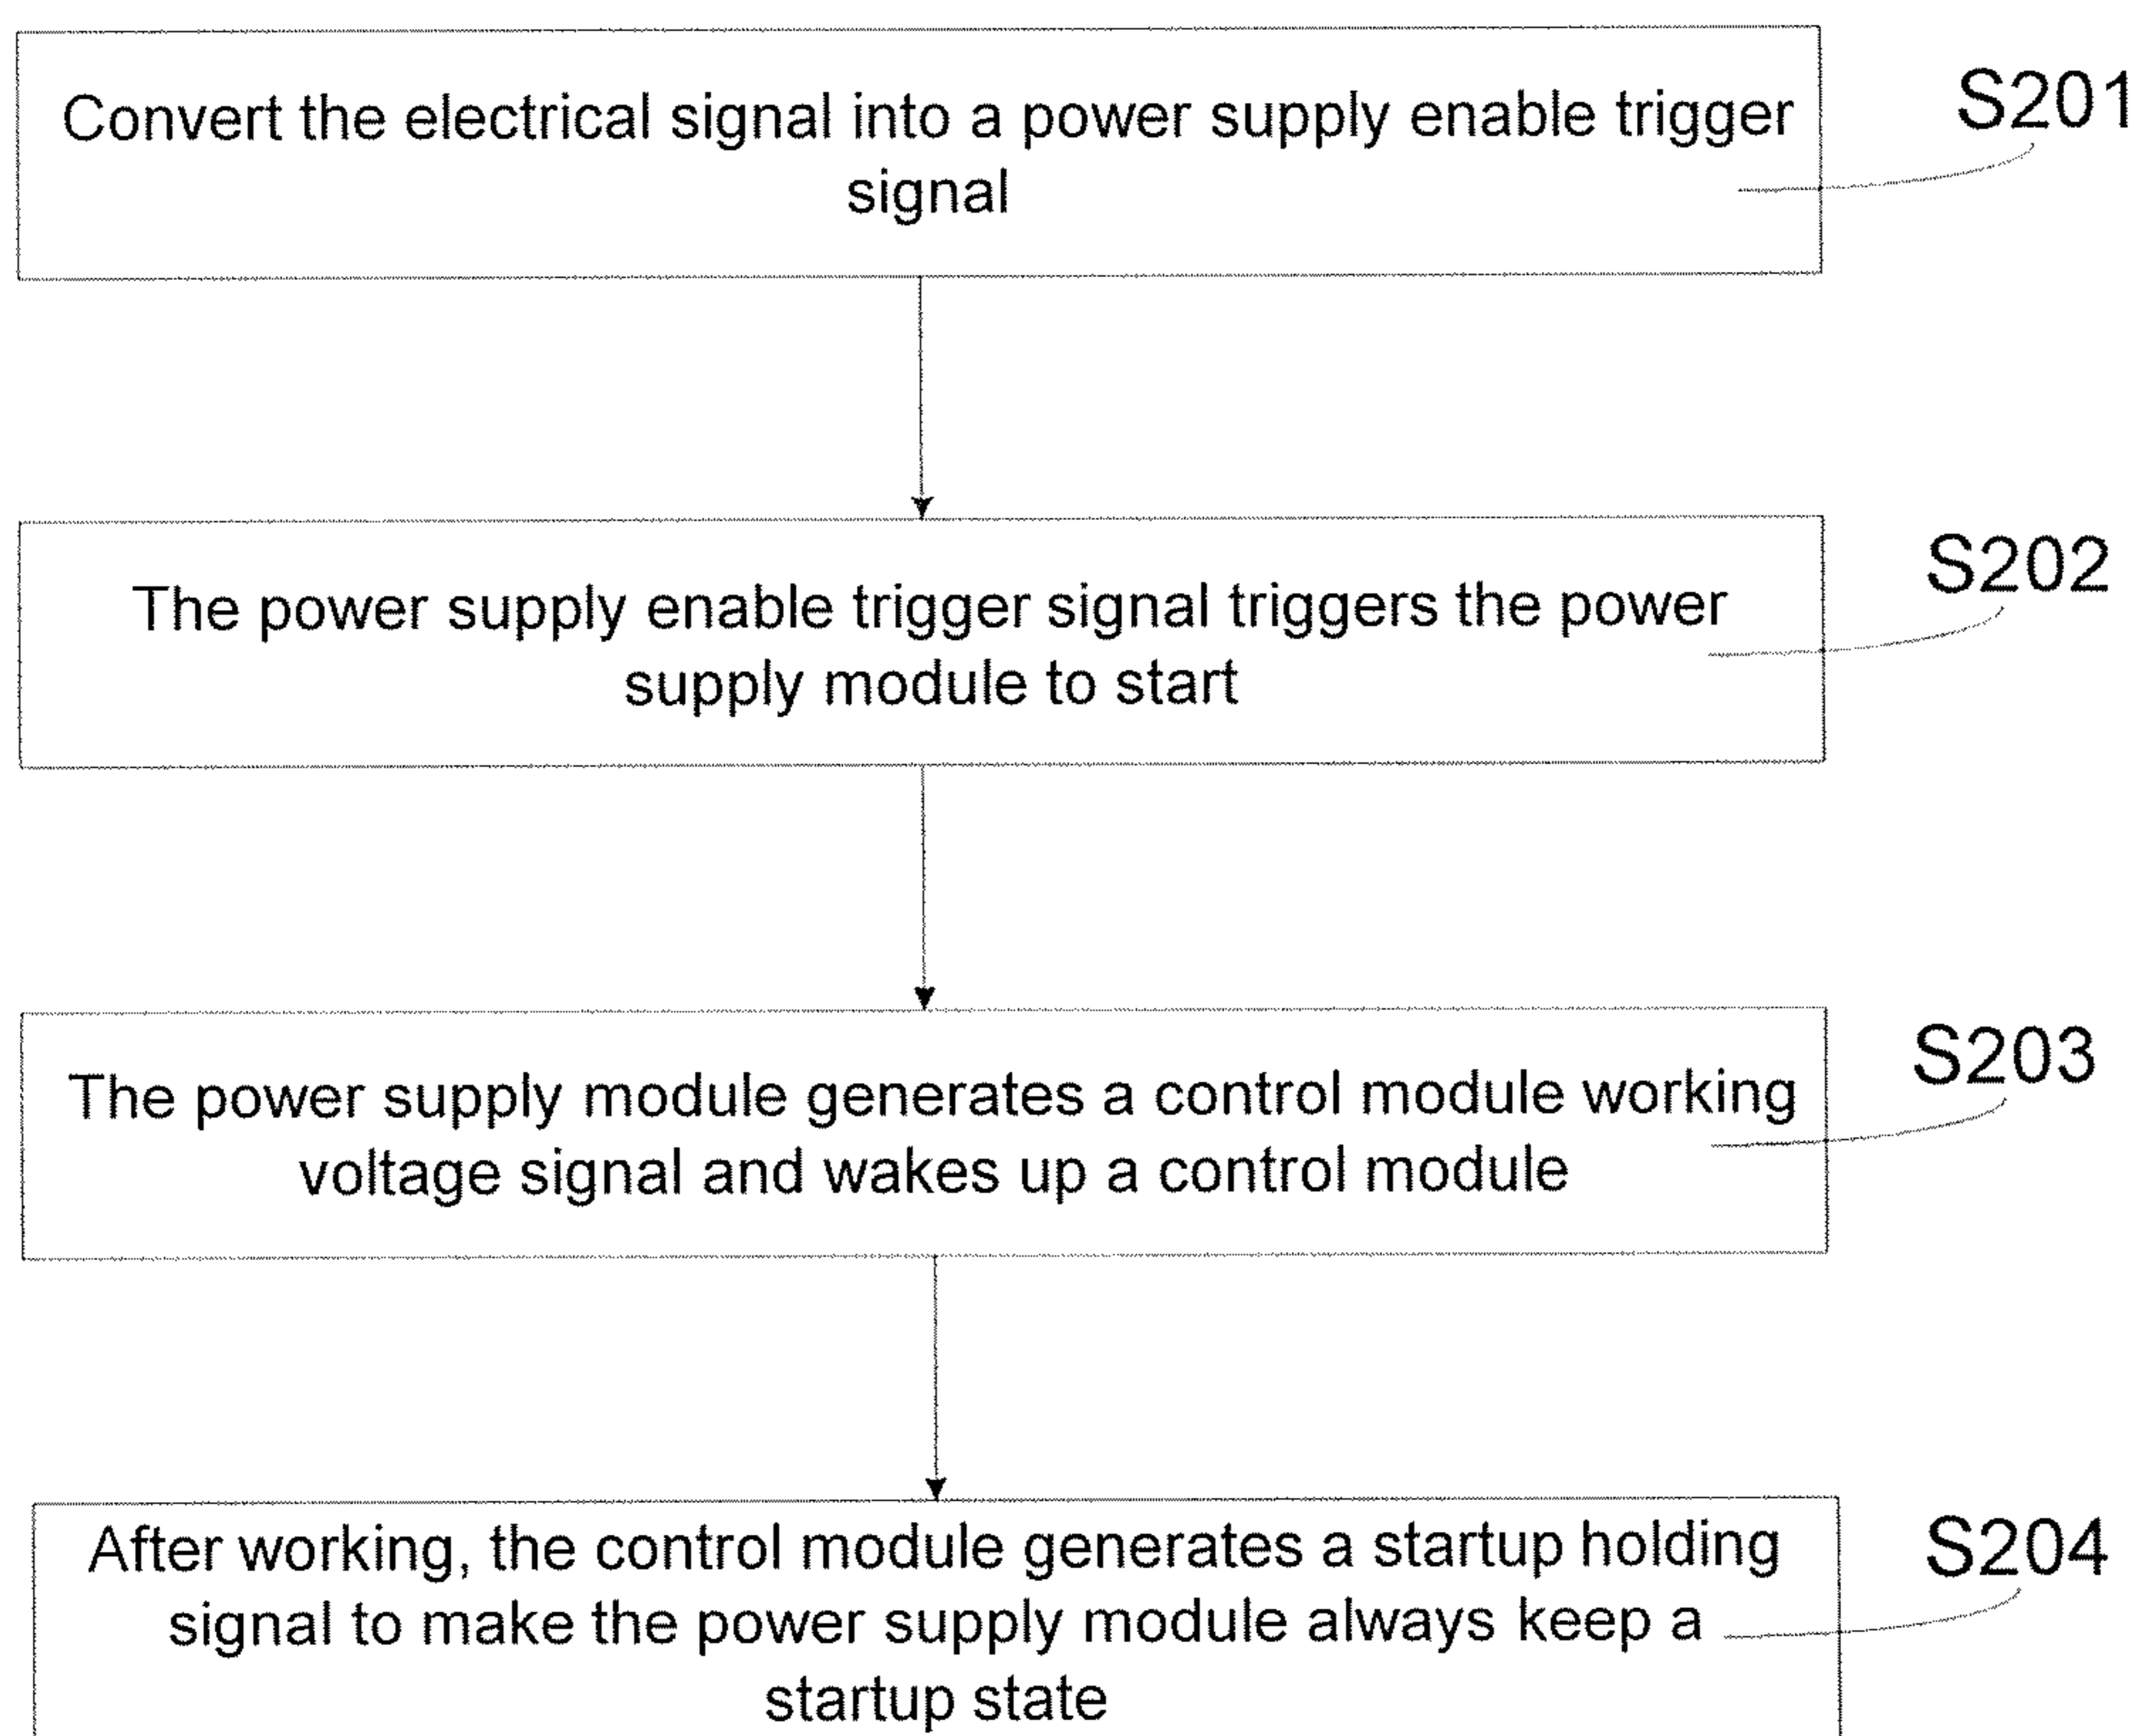 Convert the electrical signal into a power supply enable trigger
signal
S201
The power supply enable trigger signal triggers the power
supply module to start
S202
The power supply module generates a control module working
voltage signal and wakes up a control module
S203
After working, the control module generates a startup holding
signal to make the power supply module always keep a
startup state
S204